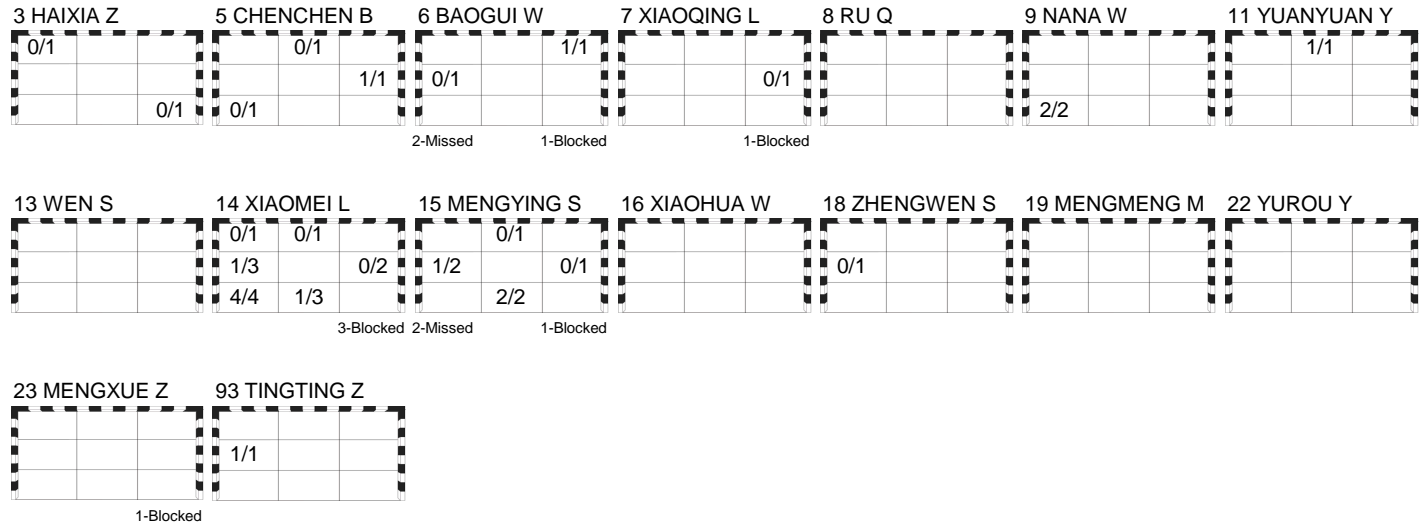 3 HAIXIA Z 5 CHENCHEN B 6 BAOGUI W 7 XIAOQING L 8 RU Q 9 NANA W 11 YUANYUAN Y
0/1 0/1 1/1 1/1
1/1 0/1 0/1
0/1 0/1 2/2
2-Missed 1-Blocked 1-Blocked
13 WEN S 14 XIAOMEI L 15 MENGYING S 16 XIAOHUA W 18 ZHENGWEN S 19 MENGMENG M 22 YUROU Y
0/1 0/1 0/1
1/3 0/2 1/2 0/1 0/1
4/4 1/3 2/2
3-Blocked 2-Missed 1-Blocked
23 MENGXUE Z 93 TINGTING Z
1/1
1-Blocked